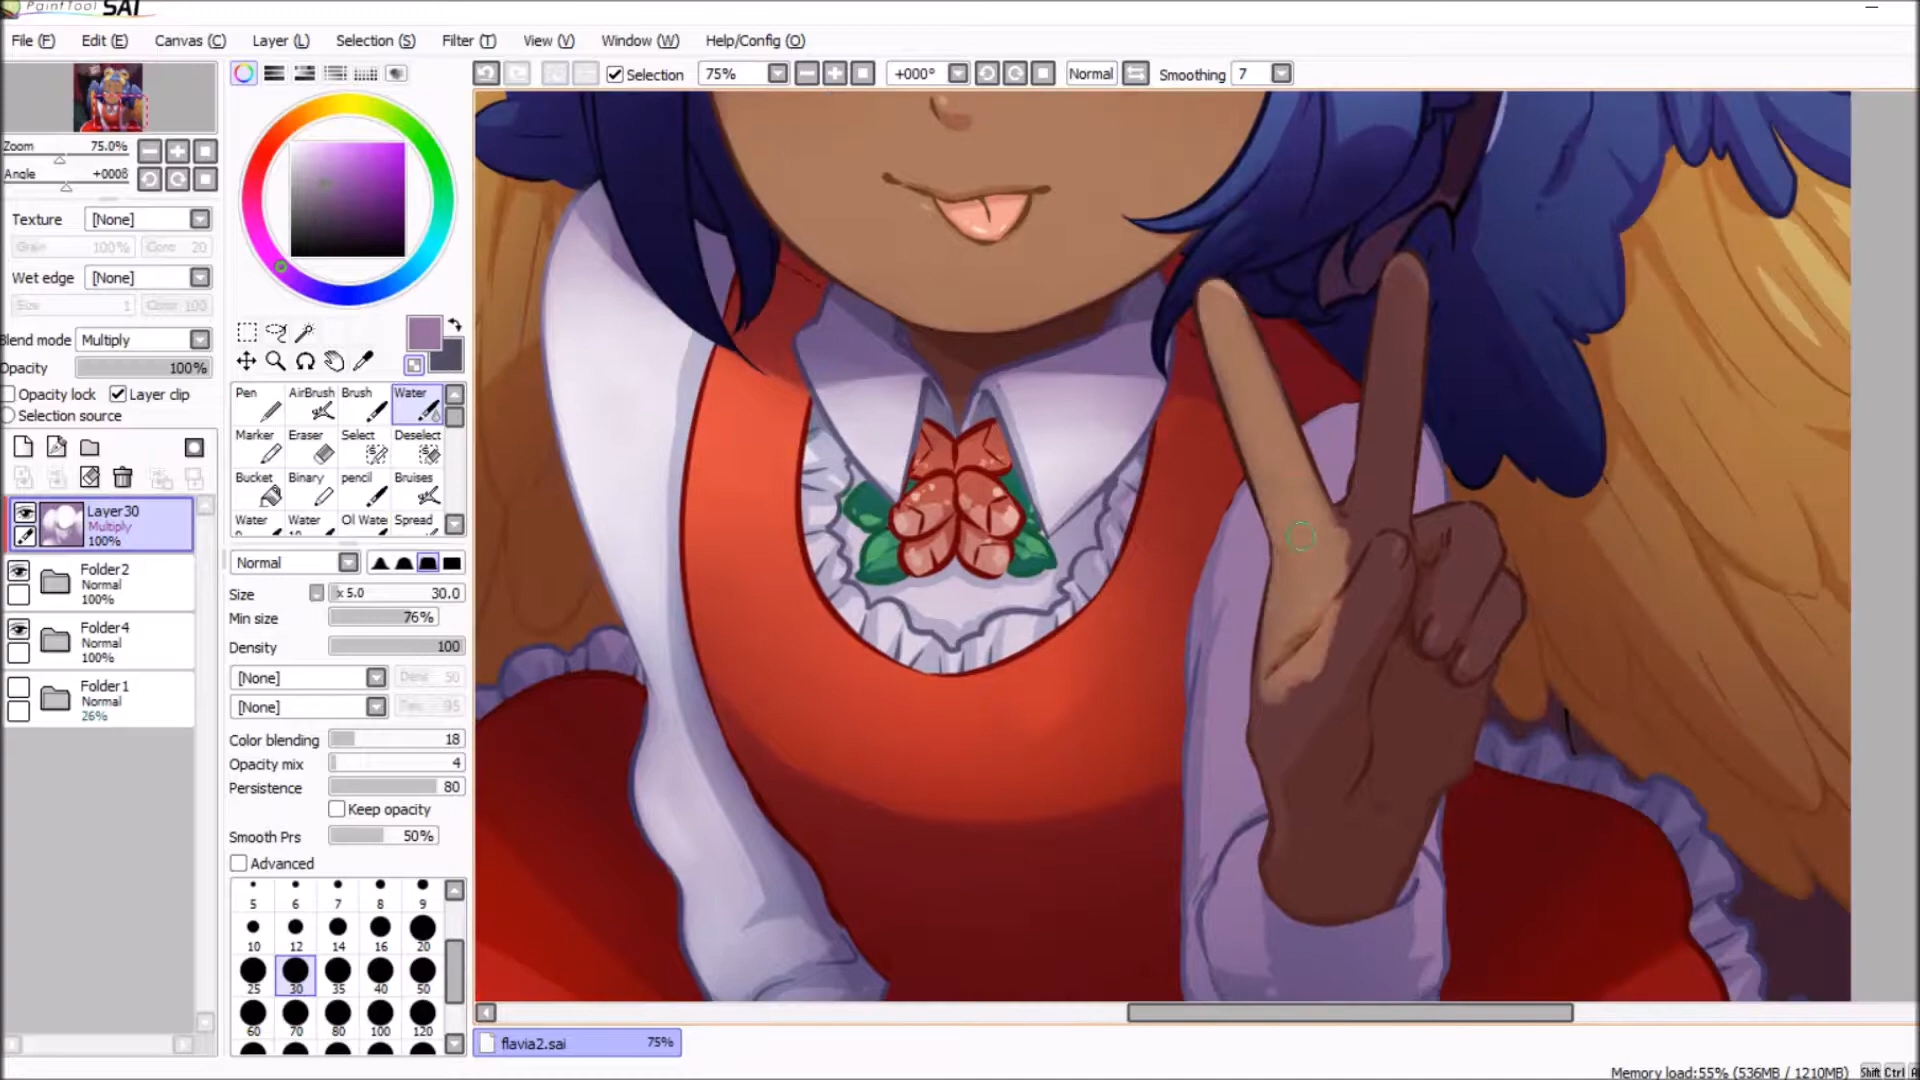 PaintTool SAI
File (F) Edit (E) Canvas (C) Layer (L) Selection (S) Filter (T) View (V) Window (W) Help/Config (O)
Selection 75% +000° Normal Smoothing 7
Zoom 75.0%
Angle +000ß
Texture [None]
Grain 100% Conc 20
Wet edge [None]
Size 1 Conc 100
Blend mode Multiply
Opacity 100%
Opacity lock Layer clip
Selection source
Layer30
Multiply
100%
Folder2
Normal
100%
Folder4
Normal
100%
Folder1
Normal
26%
Pen AirBrush Brush Water
Marker Eraser Select Deselect
Bucket Binary pencil Bruises
Water Water Ol Wate Spread
Normal
Size x 5.0 30.0
Min size 76%
Density 100
[None] Dens 50
[None] 95
Color blending 18
Opacity mix 4
Persistence 80
Keep opacity
Smooth Prs 50%
Advanced
5 6 7 8 9
10 12 14 16 20
25 30 35 40 50
60 70 80 100 120
flavia2.sai 75%
Memory load:55% (536MB / 1210MB) Shift Ctrl A